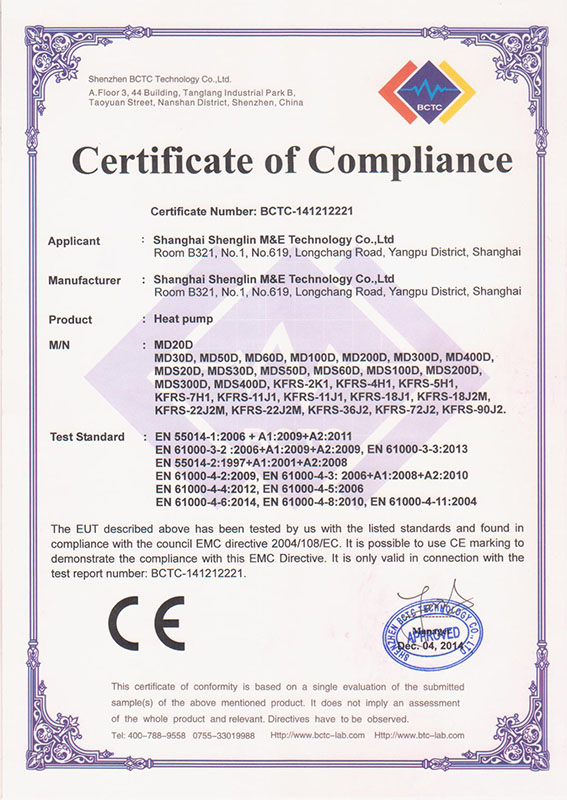 Shenzhen BCTC Technology Co.,Ltd.
A.Floor 3, 44 Building, Tanglang Industrial Park B,
Taoyuan Street, Nanshan District, Shenzhen, China
BCTC
Certificate of Compliance
Certificate Number: BCTC-141212221
Applicant : Shanghai Shenglin M&E Technology Co.,Ltd
Room B321, No.1, No.619, Longchang Road, Yangpu District, Shanghai
Manufacturer : Shanghai Shenglin M&E Technology Co.,Ltd
Room B321, No.1, No.619, Longchang Road, Yangpu District, Shanghai
Product : Heat pump
M/N : MD20D
MD30D, MD50D, MD60D, MD100D, MD200D, MD300D, MD400D,
MDS20D, MDS30D, MDS50D, MDS60D, MDS100D, MDS200D,
MDS300D, MDS400D, KFRS-2K1, KFRS-4H1, KFRS-5H1,
KFRS-7H1, KFRS-11J1, KFRS-11J1, KFRS-18J1, KFRS-18J2M,
KFRS-22J2M, KFRS-22J2M, KFRS-36J2, KFRS-72J2, KFRS-90J2.
Test Standard : EN 55014-1:2006 + A1:2009+A2:2011
EN 61000-3-2 :2006+A1:2009+A2:2009, EN 61000-3-3:2013
EN 55014-2:1997+A1:2001+A2:2008
EN 61000-4-2:2009, EN 61000-4-3: 2006+A1:2008+A2:2010
EN 61000-4-4:2012, EN 61000-4-5:2006
EN 61000-4-6:2014, EN 61000-4-8:2010, EN 61000-4-11:2004
The EUT described above has been tested by us with the listed standards and found in
compliance with the council EMC directive 2004/108/EC. It is possible to use CE marking to
demonstrate the compliance with this EMC Directive. It is only valid in connection with the
test report number: BCTC-141212221.
CE
SHENZHEN BCTC TECHNOLOGY CO., LTD
Manager
APPROVED
Dec. 04, 2014
This certificate of conformity is based on a single evaluation of the submitted
sample(s) of the above mentioned product. It does not imply an assessment
of the whole product and relevant. Directives have to be observed.
Tel: 400-788-9558 0755-33019988 Http://www.bctc-lab.com Http://www.btc-lab.com